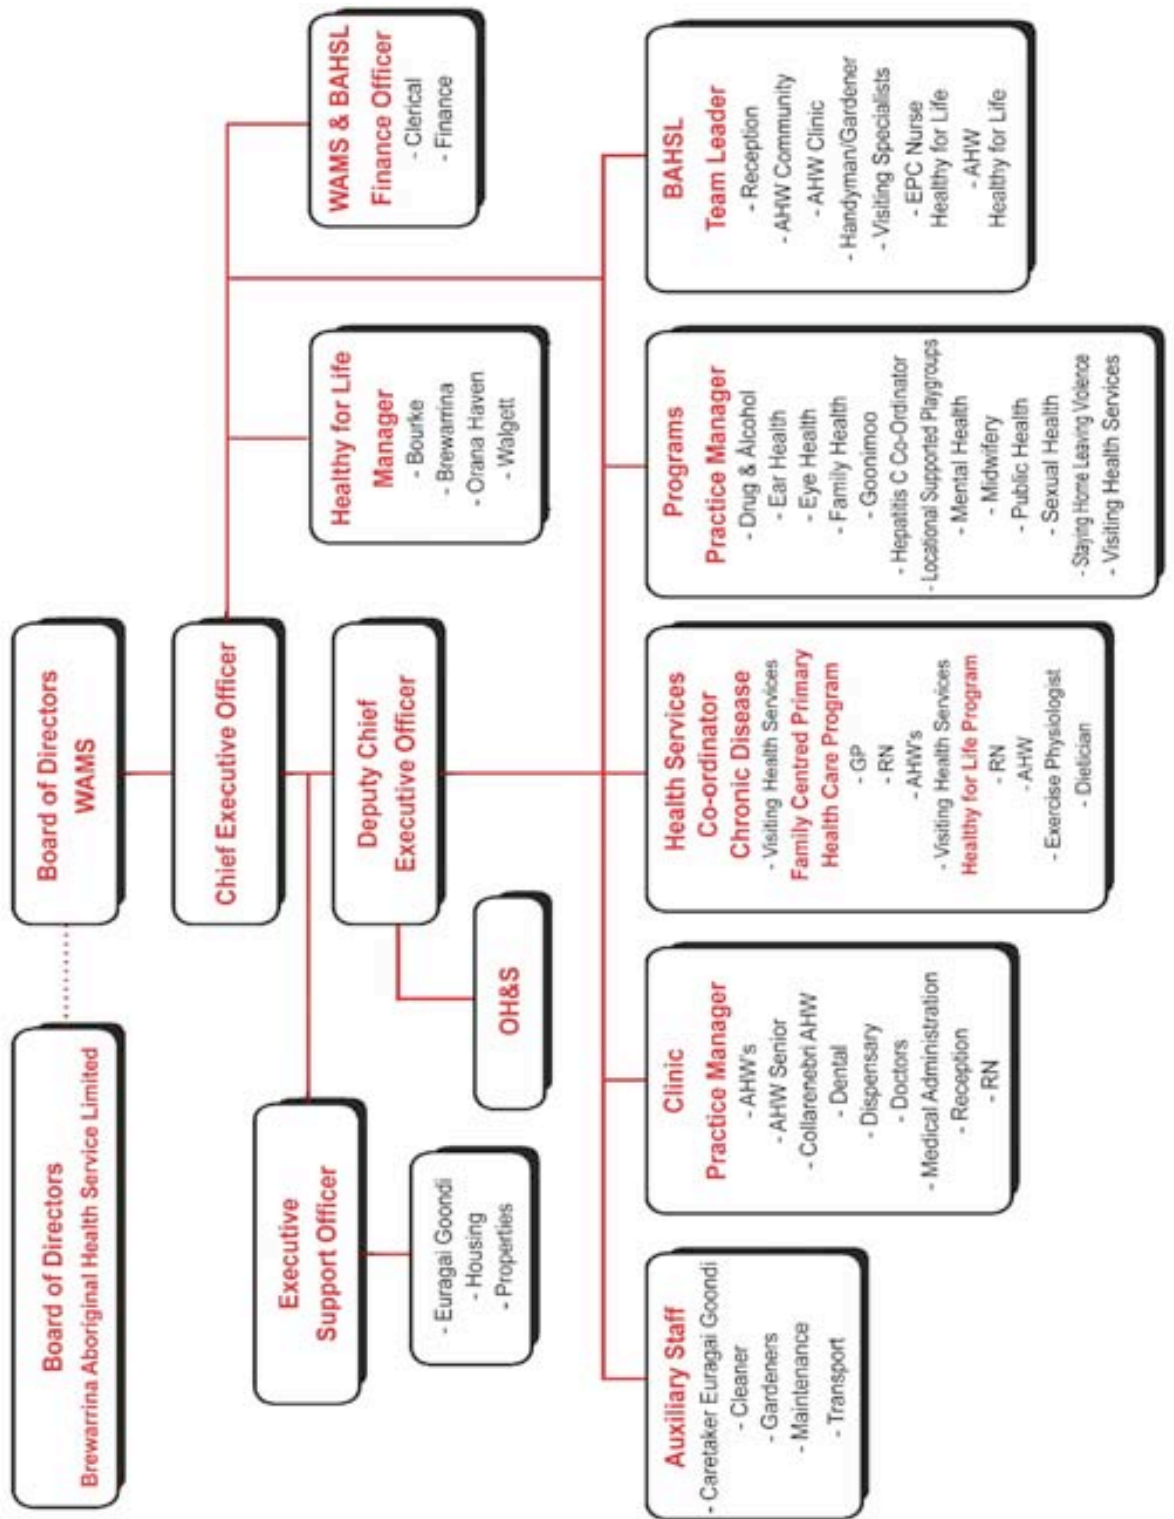 Board of Directors
Brewarrina Aboriginal Health Service Limited
Board of Directors
WAMS
Chief Executive Officer
Executive
Support Officer
- Euragai Goondi
- Housing
- Properties
Deputy Chief
Executive Officer
OH&S
Healthy for Life
Manager
- Bourke
- Brewarrina
- Orana Haven
- Walgett
WAMS & BAHSL
Finance Officer
- Clerical
- Finance
Auxiliary Staff
- Caretaker Euragai Goondi
- Cleaner
- Gardeners
- Maintenance
- Transport
Clinic
Practice Manager
- AHW's
- AHW Senior
- Collarenebri AHW
- Dental
- Dispensary
- Doctors
- Medical Administration
- Reception
- RN
Health Services
Co-ordinator
Chronic Disease
- Visiting Health Services
Family Centred Primary
Health Care Program
- GP
- RN
- AHW's
- Visiting Health Services
Healthy for Life Program
- RN
- AHW
- Exercise Physiologist
- Dietician
Programs
Practice Manager
- Drug & Alcohol
- Ear Health
- Eye Health
- Family Health
- Goonimoo
- Hepatitis C Co-Ordinator
- Locational Supported Playgroups
- Mental Health
- Midwifery
- Public Health
- Sexual Health
- Staying Home Leaving Violence
- Visiting Health Services
BAHSL
Team Leader
- Reception
- AHW Community
- AHW Clinic
- Handyman/Gardener
- Visiting Specialists
- EPC Nurse
Healthy for Life
- AHW
Healthy for Life